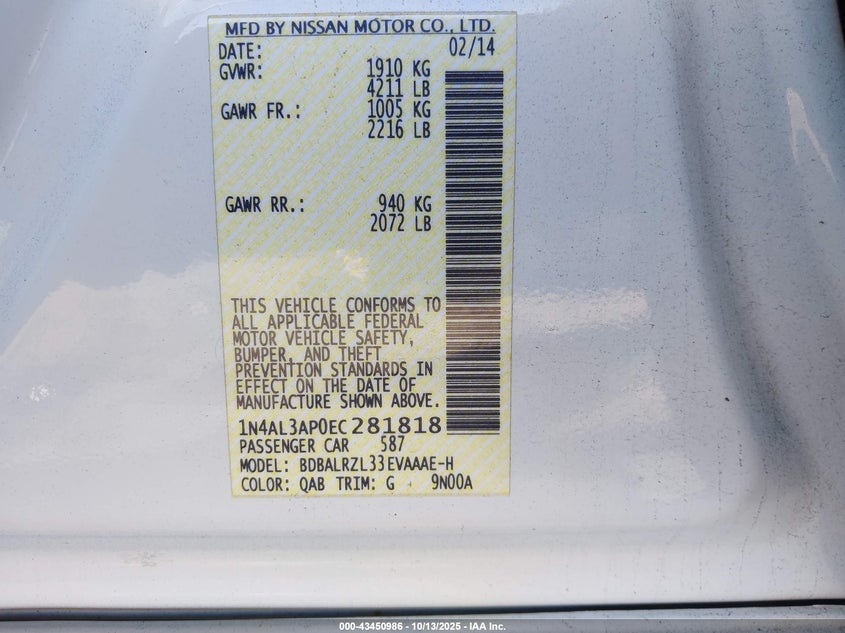 MFD BY NISSAN MOTOR CO., LTD.
DATE: 02/14
GVWR: 1910 KG
4211 LB
GAWR FR.: 1005 KG
2216 LB
GAWR RR.: 940 KG
2072 LB
THIS VEHICLE CONFORMS TO
ALL APPLICABLE FEDERAL
MOTOR VEHICLE SAFETY,
BUMPER, AND THEFT
PREVENTION STANDARDS IN
EFFECT ON THE DATE OF
MANUFACTURE SHOWN ABOVE.
1N4AL3AP0EC281818
PASSENGER CAR 587
MODEL: BDBALRZL33EVAAAE-H
COLOR: QAB TRIM: G 9N00A
000-43450986 - 10/13/2025 - IAA Inc.